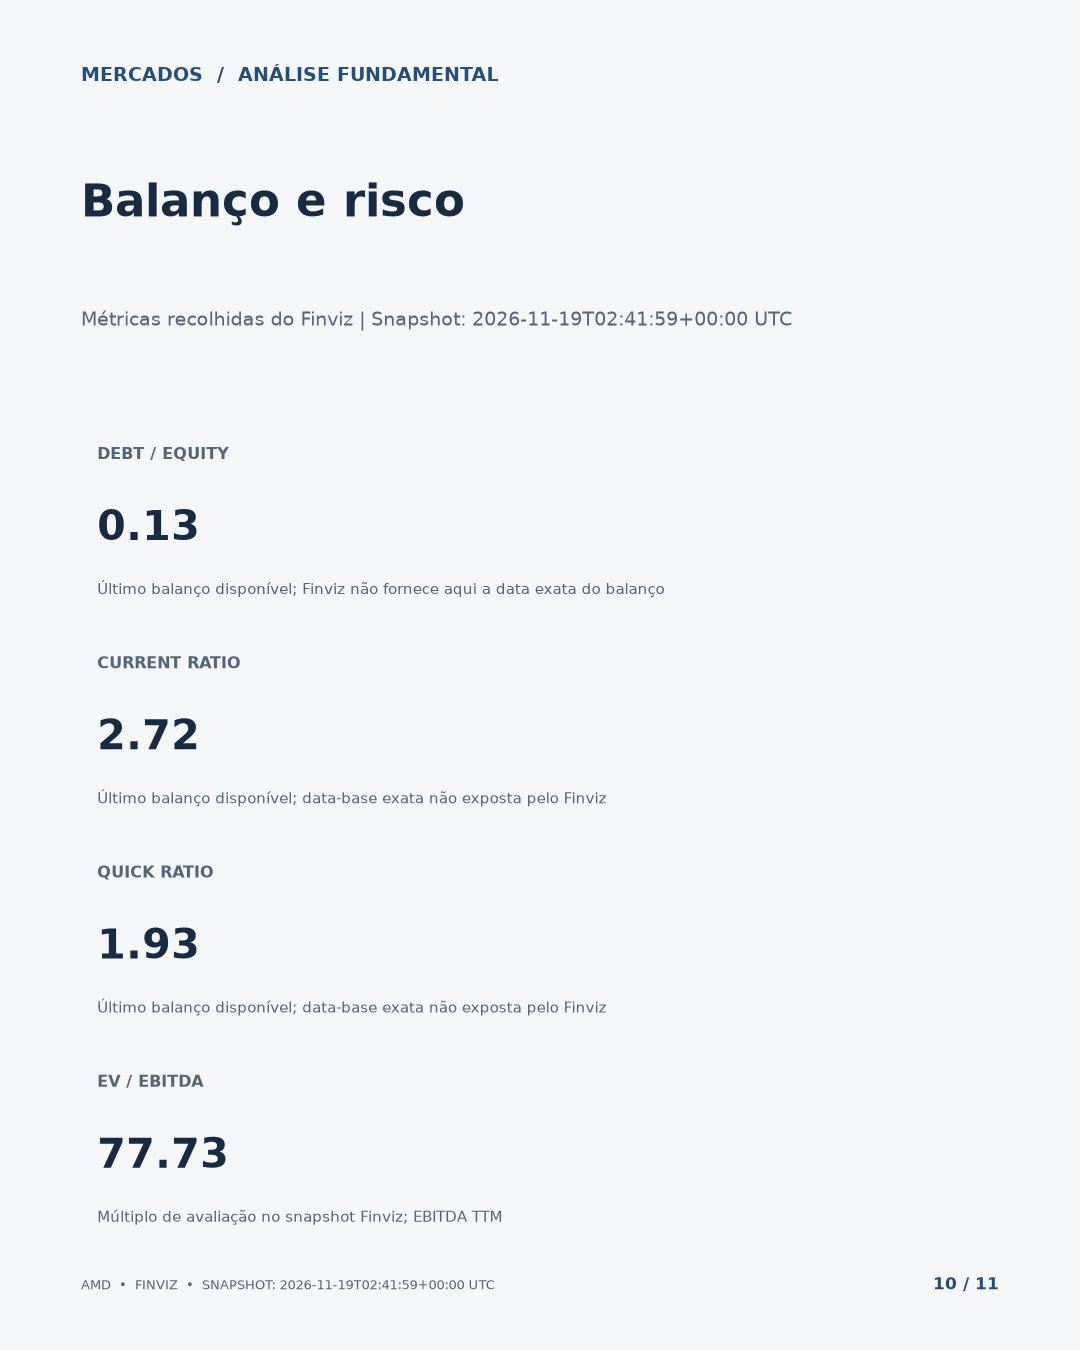 MERCADOS / ANÁLISE FUNDAMENTAL
Balanço e risco
Métricas recolhidas do Finviz | Snapshot: 2026-11-19T02:41:59+00:00 UTC
DEBT / EQUITY
0.13
Último balanço disponível; Finviz não fornece aqui a data exata do balanço
CURRENT RATIO
2.72
Último balanço disponível; data-base exata não exposta pelo Finviz
QUICK RATIO
1.93
Último balanço disponível; data-base exata não exposta pelo Finviz
EV / EBITDA
77.73
Múltiplo de avaliação no snapshot Finviz; EBITDA TTM
AMD • FINVIZ • SNAPSHOT: 2026-11-19T02:41:59+00:00 UTC
10 / 11